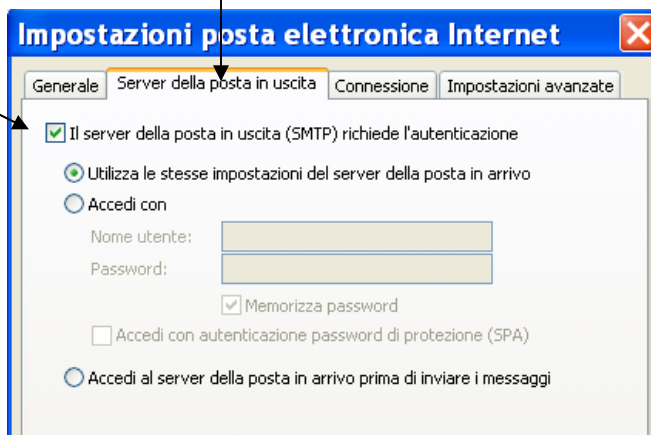 Impostazioni posta elettronica Internet
Generale Server della posta in uscita Connessione Impostazioni avanzate
Il server della posta in uscita (SMTP) richiede l'autenticazione
Utilizza le stesse impostazioni del server della posta in arrivo
Accedi con
Nome utente:
Password:
Memorizza password
Accedi con autenticazione password di protezione (SPA)
Accedi al server della posta in arrivo prima di inviare i messaggi